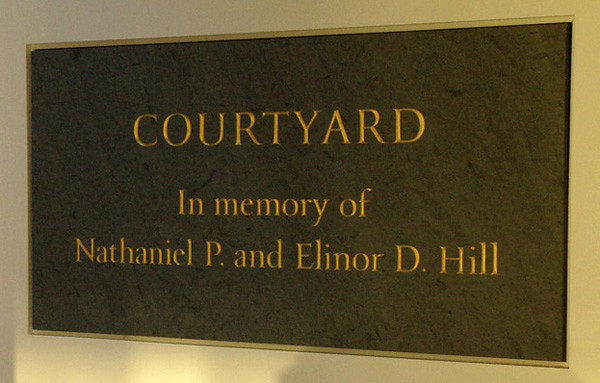 COURTYARD
In memory of
Nathaniel P. and Elinor D. Hill